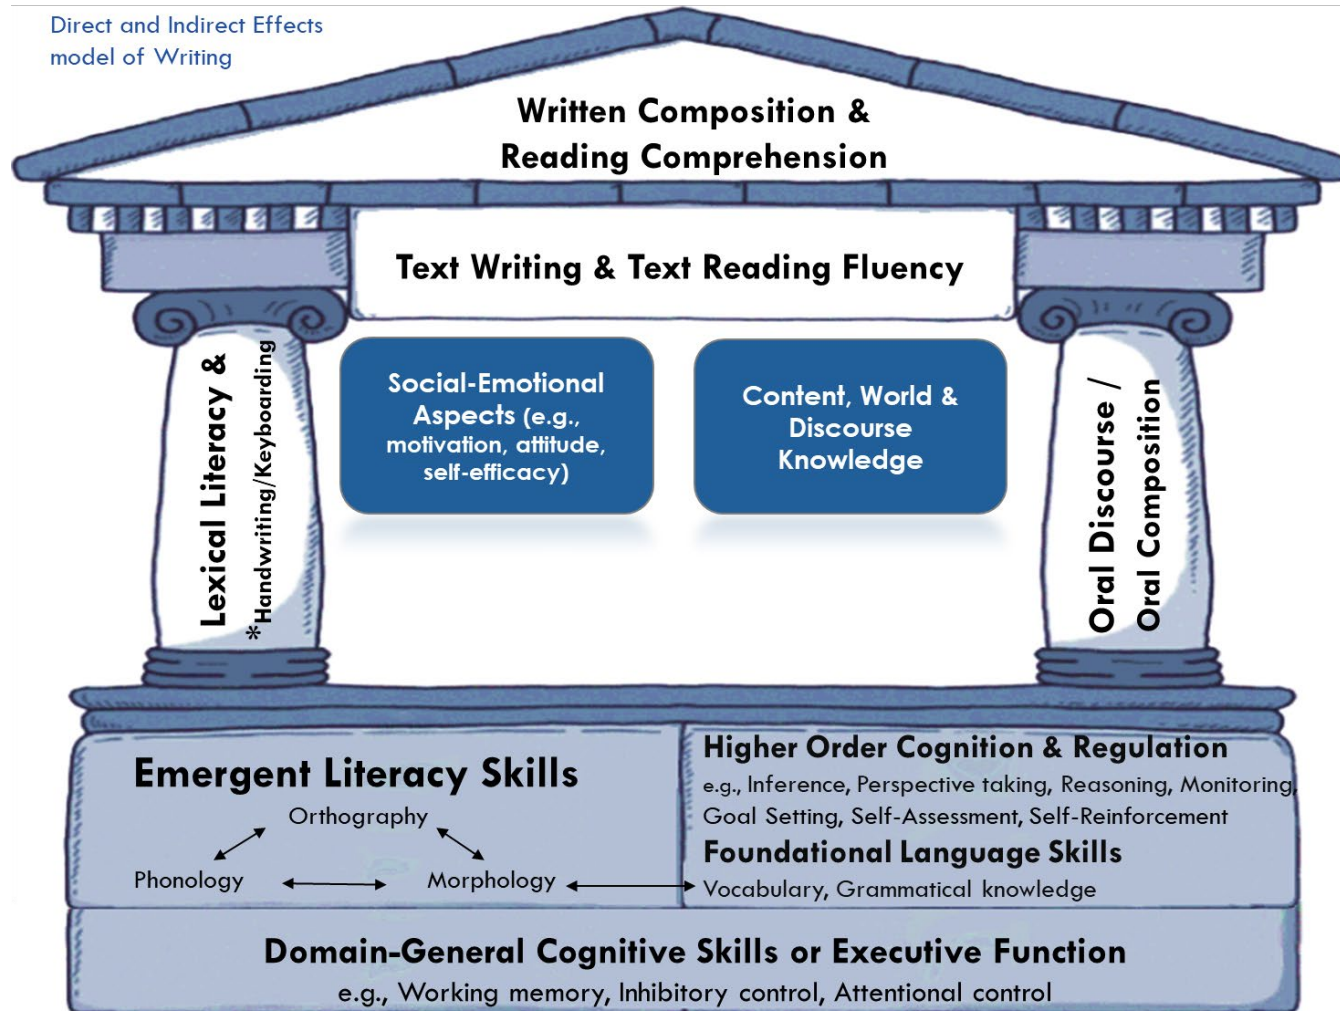 Direct and Indirect Effects
model of Writing
Written Composition &
Reading Comprehension
Text Writing & Text Reading Fluency
Lexical Literacy &
*Handwriting/Keyboarding
Social-Emotional
Aspects (e.g.,
motivation, attitude,
self-efficacy)
Content, World &
Discourse
Knowledge
Oral Discourse /
Oral Composition
Emergent Literacy Skills
Orthography
Phonology
Morphology
Higher Order Cognition & Regulation
e.g., Inference, Perspective taking, Reasoning, Monitoring,
Goal Setting, Self-Assessment, Self-Reinforcement
Foundational Language Skills
Vocabulary, Grammatical knowledge
Domain-General Cognitive Skills or Executive Function
e.g., Working memory, Inhibitory control, Attentional control